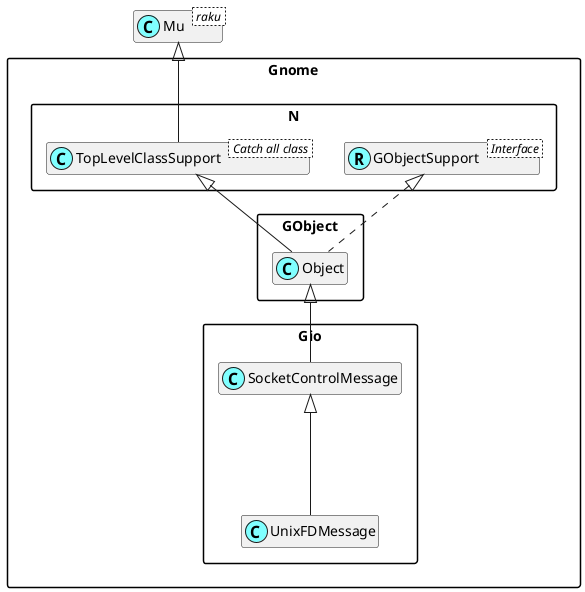 C Mu raku
Gnome
N
C TopLevelClassSupport Catch all class
R GObjectSupport Interface
GObject
C Object
Gio
C SocketControlMessage
C UnixFDMessage